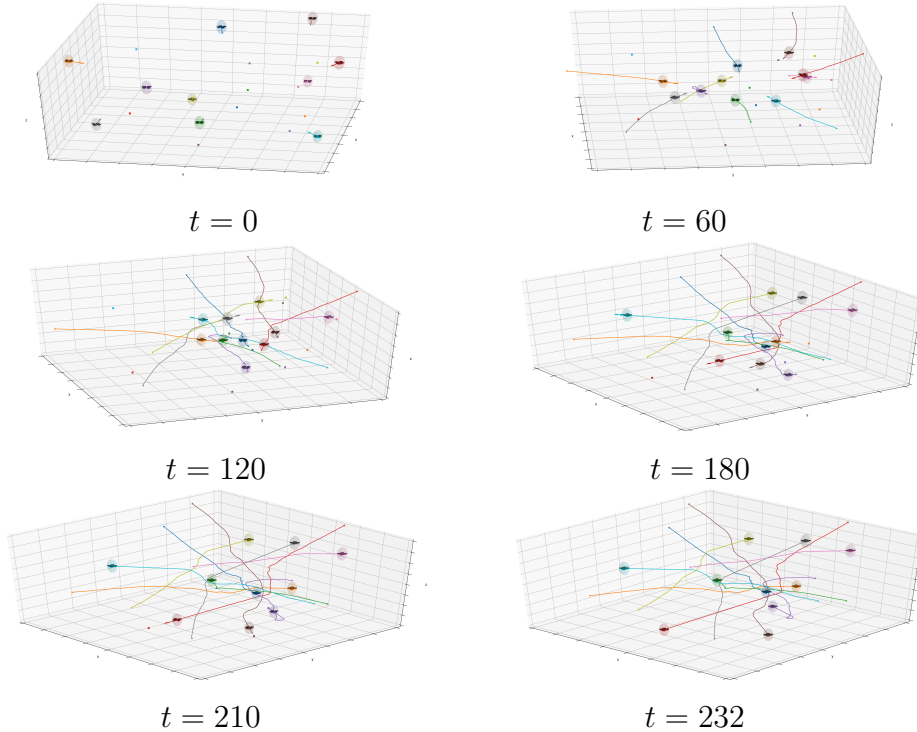 t = 0
t = 60
t = 120
t = 180
t = 210
t = 232